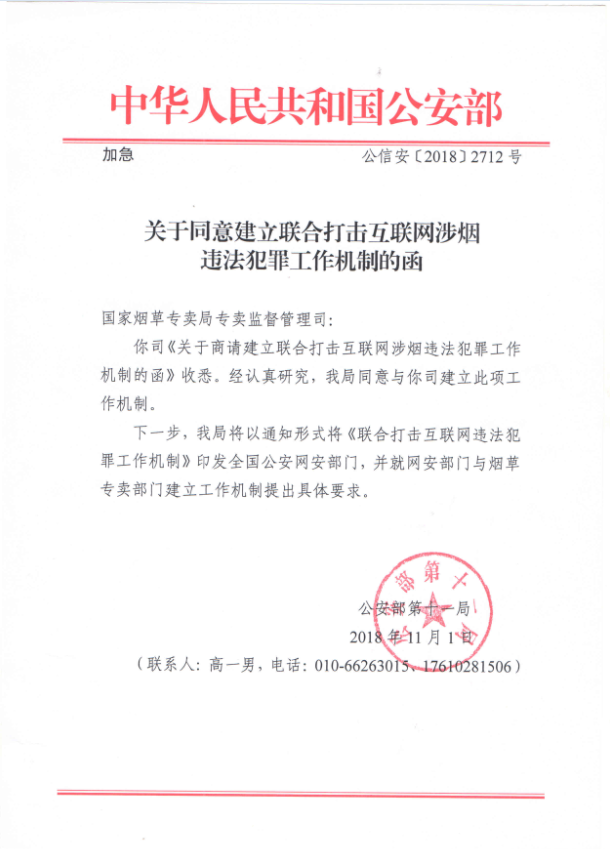 中华人民共和国公安部
加急 公信安〔2018〕2712号
关于同意建立联合打击互联网涉烟
违法犯罪工作机制的函
国家烟草专卖局专卖监督管理司：
你司《关于商请建立联合打击互联网涉烟违法犯罪工作
机制的函》收悉。经认真研究，我局同意与你司建立此项工
作机制。
下一步，我局将以通知形式将《联合打击互联网违法犯
罪工作机制》印发全国公安网安部门，并就网安部门与烟草
专卖部门建立工作机制提出具体要求。
公安部第十一局
公安部第十一局
2018年11月1日
（联系人：高一男，电话：010-66263015、17610281506）